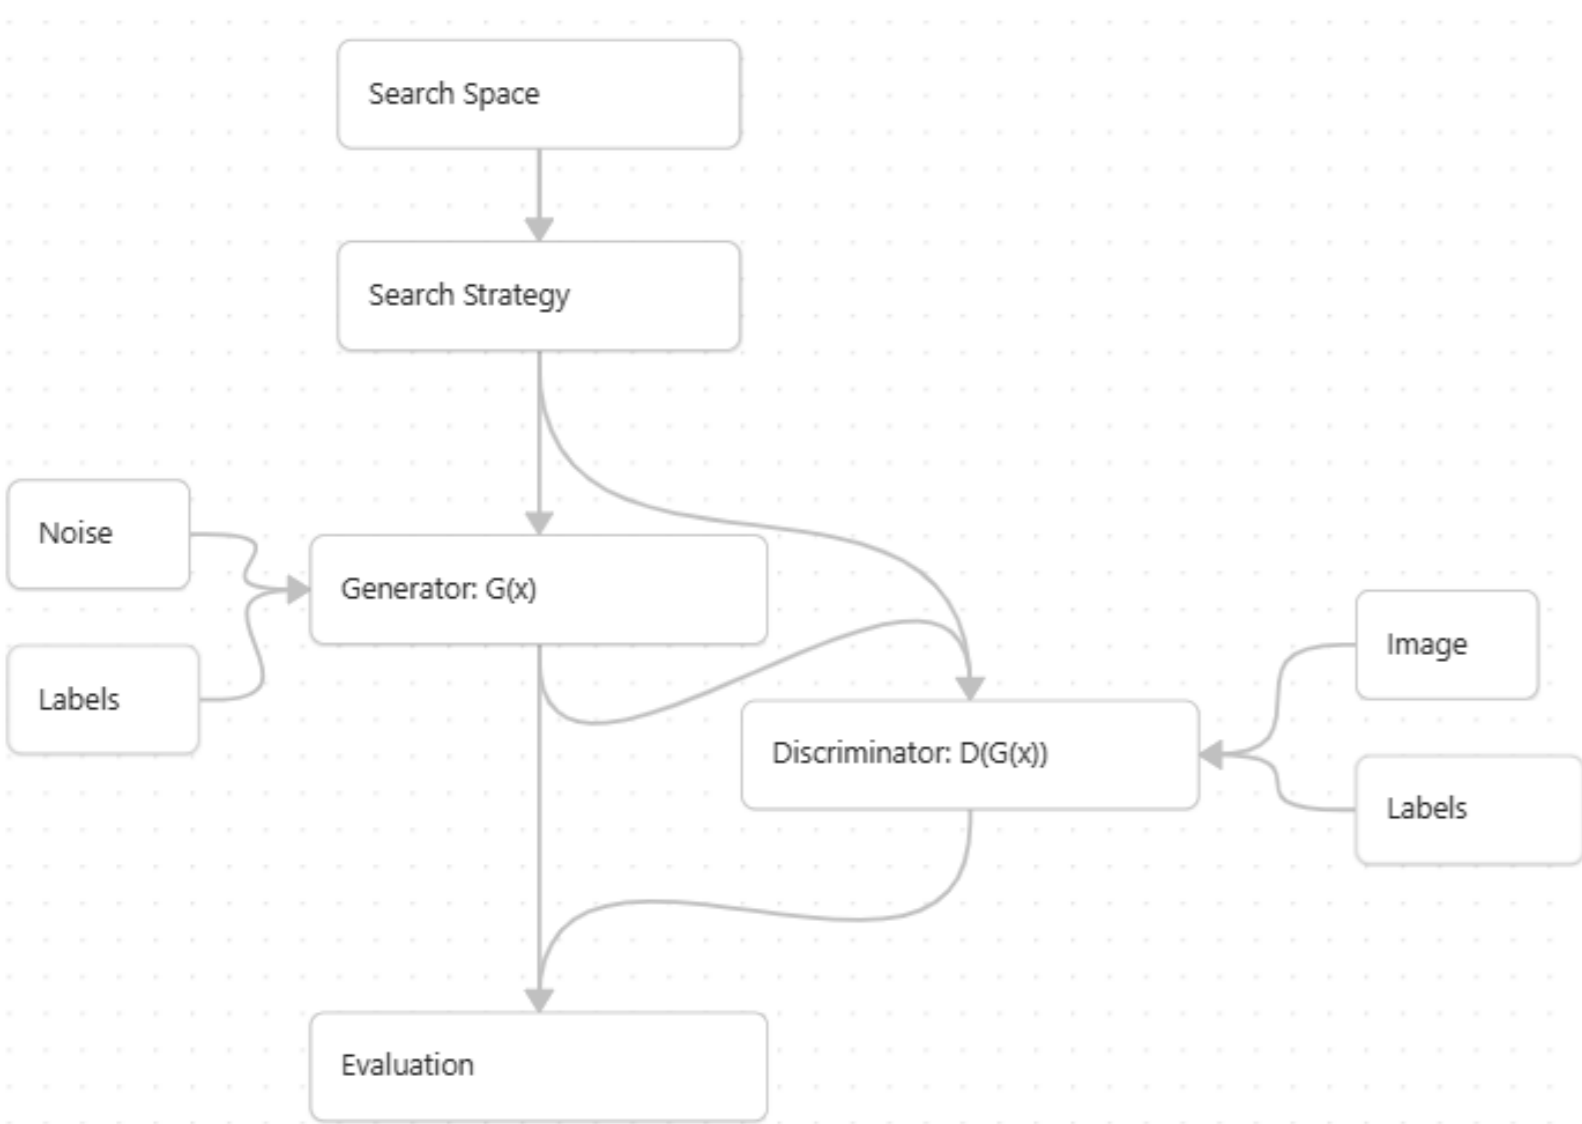 Search Space
Search Strategy
Noise
Generator: G(x)
Labels
Image
Discriminator: D(G(x))
Labels
Evaluation